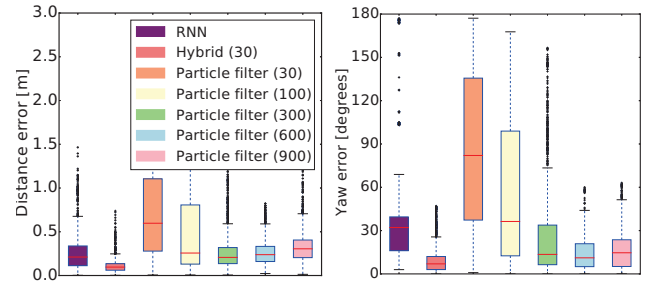 Distance error [m]
3.0
2.5
2.0
1.5
1.0
0.5
0.0
RNN
Hybrid (30)
Particle filter (30)
Particle filter (100)
Particle filter (300)
Particle filter (600)
Particle filter (900)
Yaw error [degrees]
180
150
120
90
60
30
0